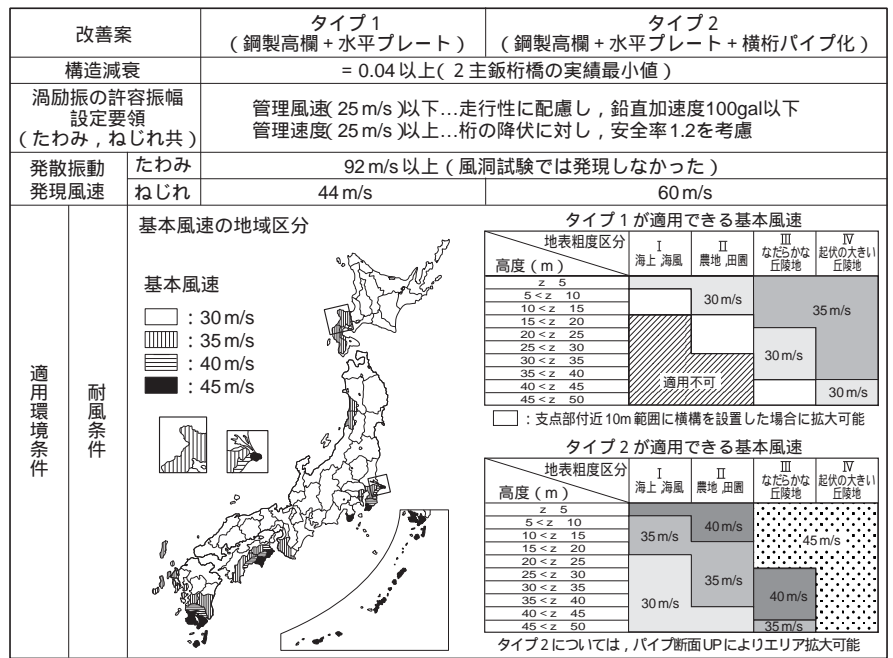 改善案
タイプ 1
( 鋼製高欄 + 水平プレート )
タイプ 2
( 鋼製高欄 + 水平プレート + 横桁パイプ化 )
構造減衰
= 0.04 以上( 2 主鈑桁橋の実績最小値 )
渦励振の許容振幅
設定要領
( たわみ , ねじれ共 )
管理風速( 25 m/s )以下…走行性に配慮し , 鉛直加速度100gal以下
管理速度( 25 m/s )以上…桁の降伏に対し , 安全率1.2を考慮
発散振動
発現風速
たわみ
92 m/s 以上 ( 風洞試験では発現しなかった )
ねじれ
44 m/s
60 m/s
適用環境条件
耐風条件
基本風速の地域区分
基本風速
: 30 m/s
: 35 m/s
: 40 m/s
: 45 m/s
タイプ 1 が適用できる基本風速
地表粗度区分
高度 ( m )
Ⅰ
海上 ,海風
Ⅱ
農地 ,田園
Ⅲ
なだらかな
丘陵地
Ⅳ
起伏の大きい
丘陵地
z 5
5 < z 10
10 < z 15
15 < z 20
20 < z 25
25 < z 30
30 < z 35
35 < z 40
40 < z 45
45 < z 50
30 m/s
35 m/s
30 m/s
適用不可
30 m/s
: 支点部付近 10m 範囲に横構を設置した場合に拡大可能
タイプ 2 が適用できる基本風速
地表粗度区分
高度 ( m )
Ⅰ
海上 ,海風
Ⅱ
農地 ,田園
Ⅲ
なだらかな
丘陵地
Ⅳ
起伏の大きい
丘陵地
z 5
5 < z 10
10 < z 15
15 < z 20
20 < z 25
25 < z 30
30 < z 35
35 < z 40
40 < z 45
45 < z 50
40 m/s
35 m/s
45 m/s
35 m/s
30 m/s
40 m/s
35 m/s
タイプ 2 については , パイプ断面UPによりエリア拡大可能